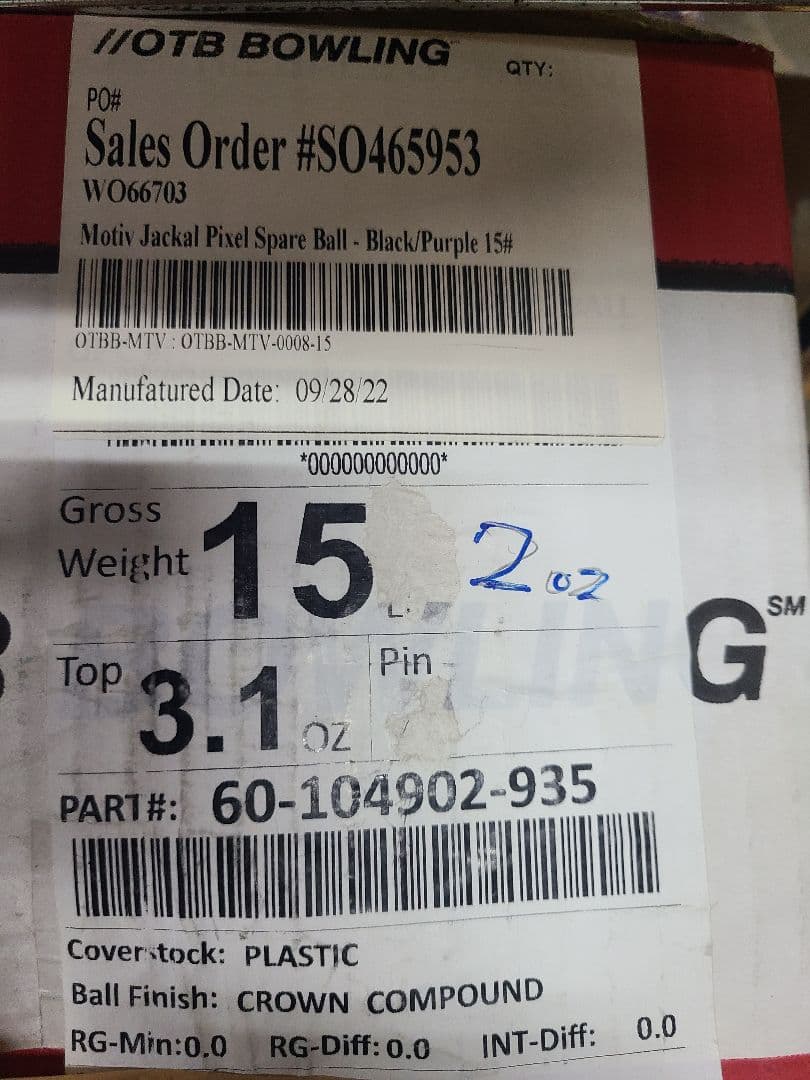 //OTB BOWLING
QTY:
PO#
Sales Order #SO465953
WO66703
Motiv Jackal Pixel Spare Ball - Black/Purple 15#
OTBB-MTV : OTBB-MTV-0008-15
Manufatured Date: 09/28/22
*000000000000*
Gross
Weight 15 2 oz
Top 3.1 OZ Pin
G SM
PART#: 60-104902-935
Coverstock: PLASTIC
Ball Finish: CROWN COMPOUND
RG-Min:0.0 RG-Diff: 0.0 INT-Diff: 0.0